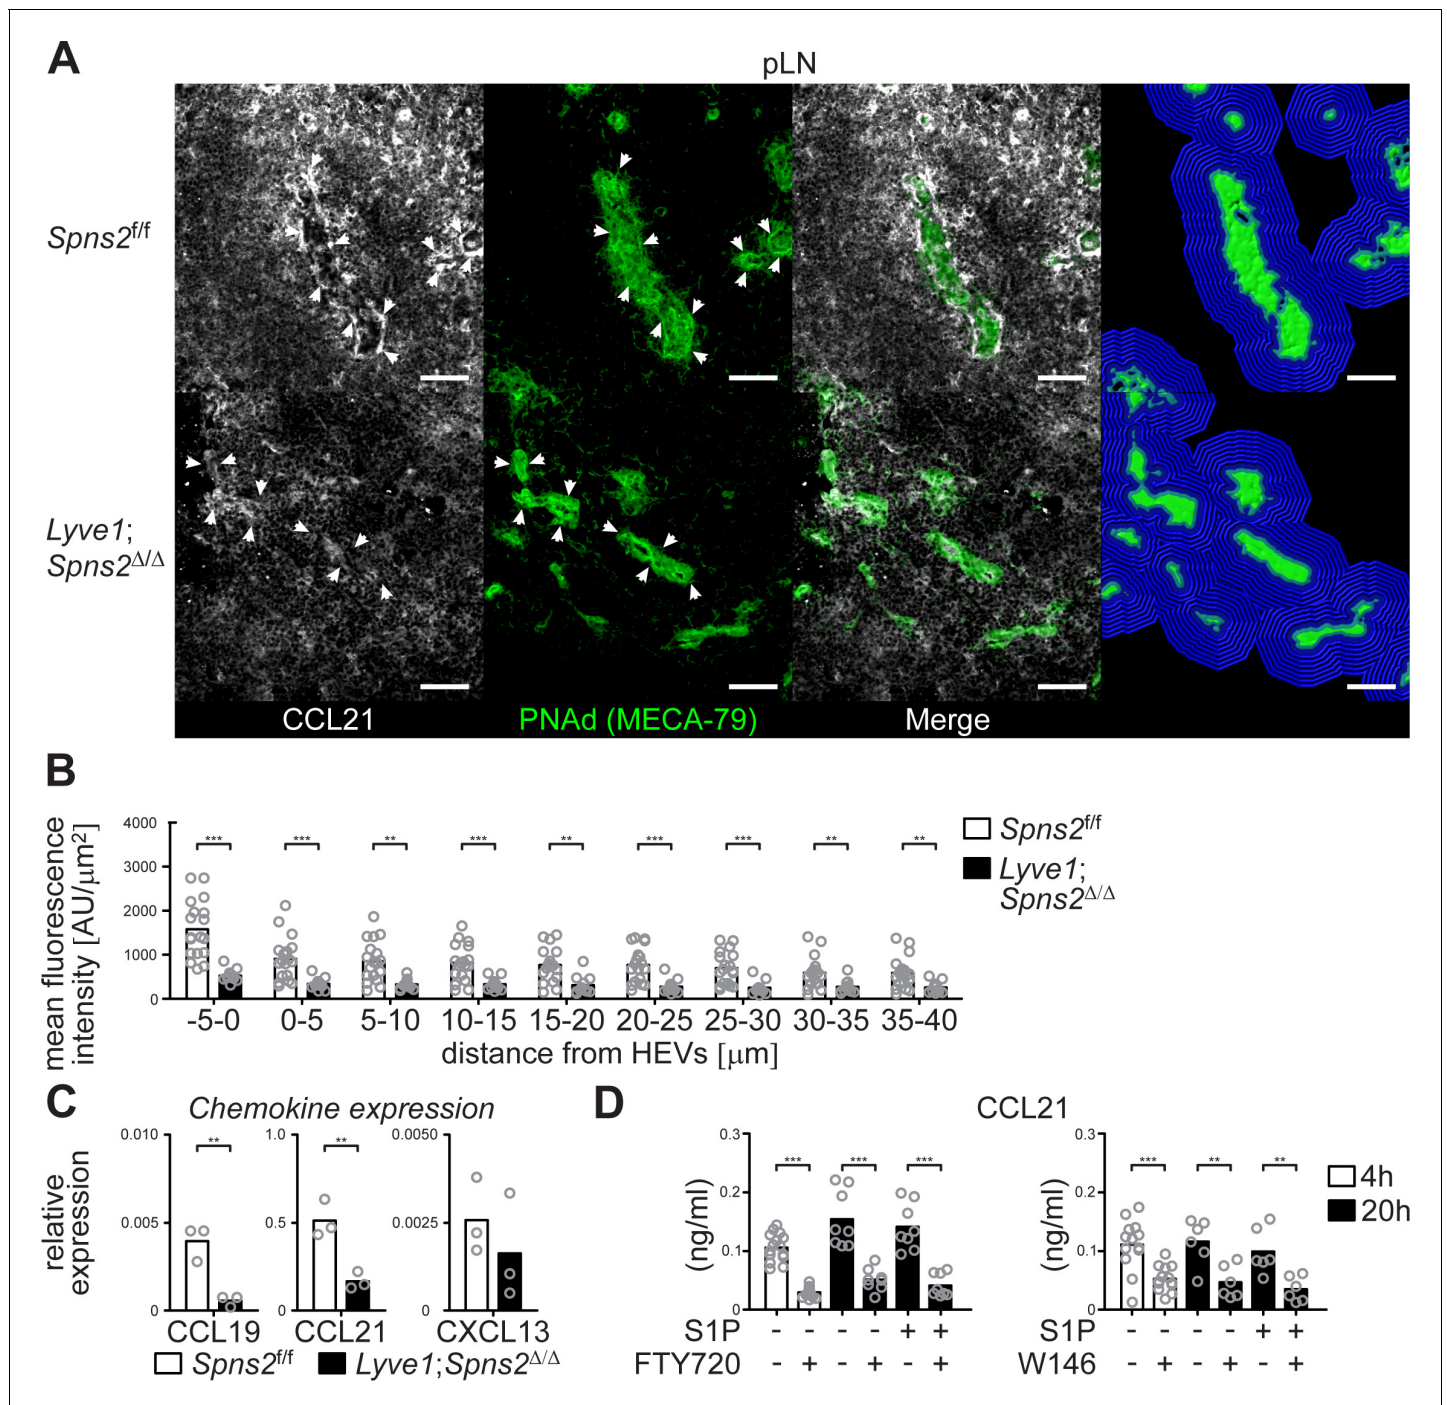 A
pLN
Spns2f/f
Lyve1;
Spns2Δ/Δ
CCL21
PNAd (MECA-79)
Merge
B
mean fluorescence
intensity [AU/μm2]
4000
3000
2000
1000
0
*** *** ** *** ** *** *** ** **
Spns2f/f
Lyve1;
Spns2Δ/Δ
-5-0 0-5 5-10 10-15 15-20 20-25 25-30 30-35 35-40
distance from HEVs [μm]
C
Chemokine expression
relative
expression
0.010
0.005
0
**
CCL19
1.0
0.5
0
**
CCL21
0.0050
0.0025
0
CXCL13
Spns2f/f
Lyve1;Spns2Δ/Δ
D
CCL21
(ng/ml)
0.3
0.2
0.1
0
*** *** ***
S1P - - - - + +
FTY720 - + - + - +
(ng/ml)
0.3
0.2
0.1
0
*** ** **
S1P - - - - + +
W146 - + - + - +
4h
20h